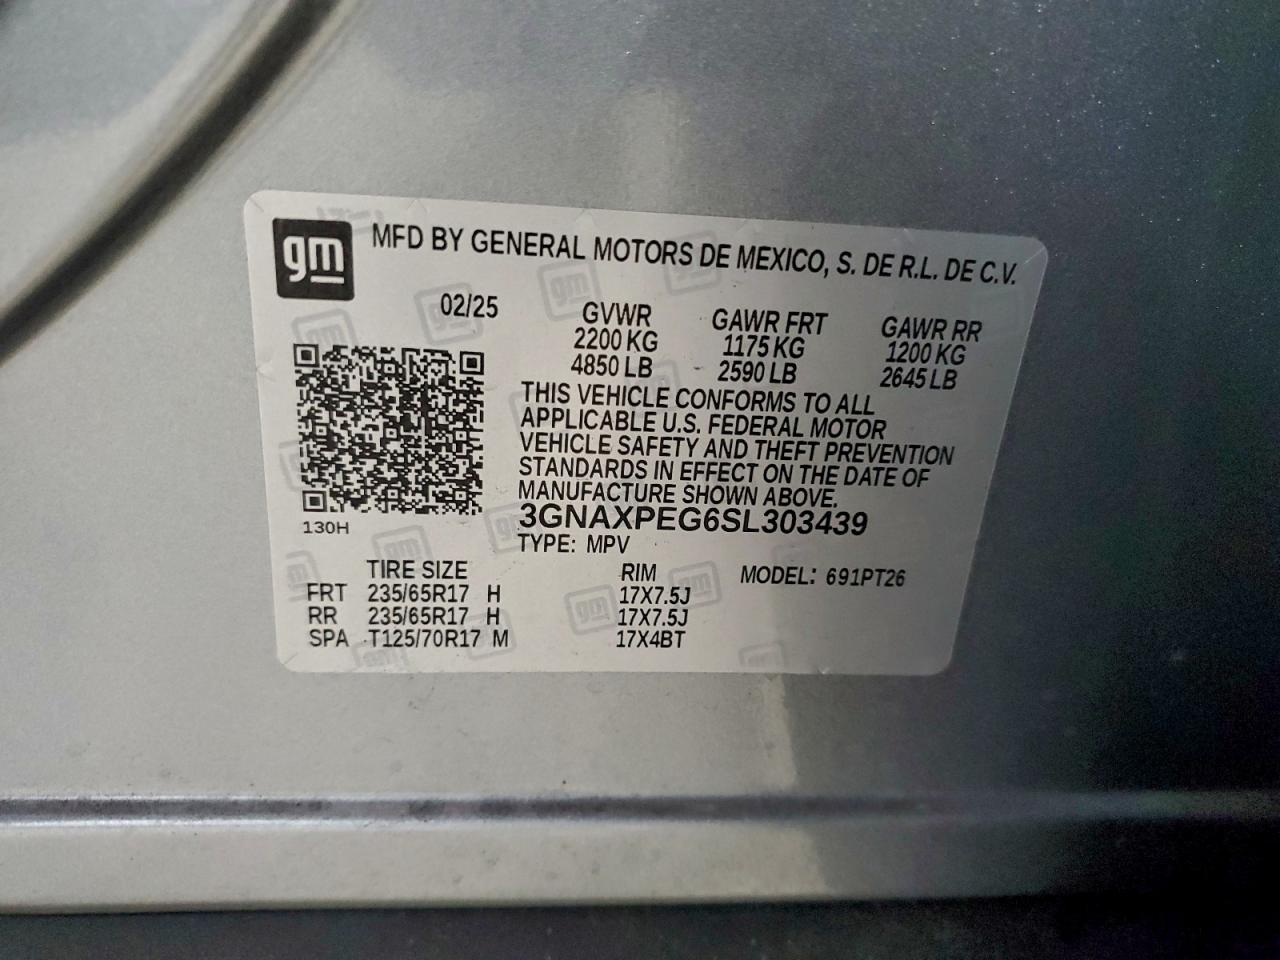 gm MFD BY GENERAL MOTORS DE MEXICO, S. DE R.L. DE C.V.
02/25 GVWR GAWR FRT GAWR RR
2200 KG 1175 KG 1200 KG
4850 LB 2590 LB 2645 LB
THIS VEHICLE CONFORMS TO ALL
APPLICABLE U.S. FEDERAL MOTOR
VEHICLE SAFETY AND THEFT PREVENTION
STANDARDS IN EFFECT ON THE DATE OF
MANUFACTURE SHOWN ABOVE.
130H 3GNAXPEG6SL303439
TYPE: MPV
TIRE SIZE RIM MODEL: 691PT26
FRT 235/65R17 H 17X7.5J
RR 235/65R17 H 17X7.5J
SPA T125/70R17 M 17X4BT